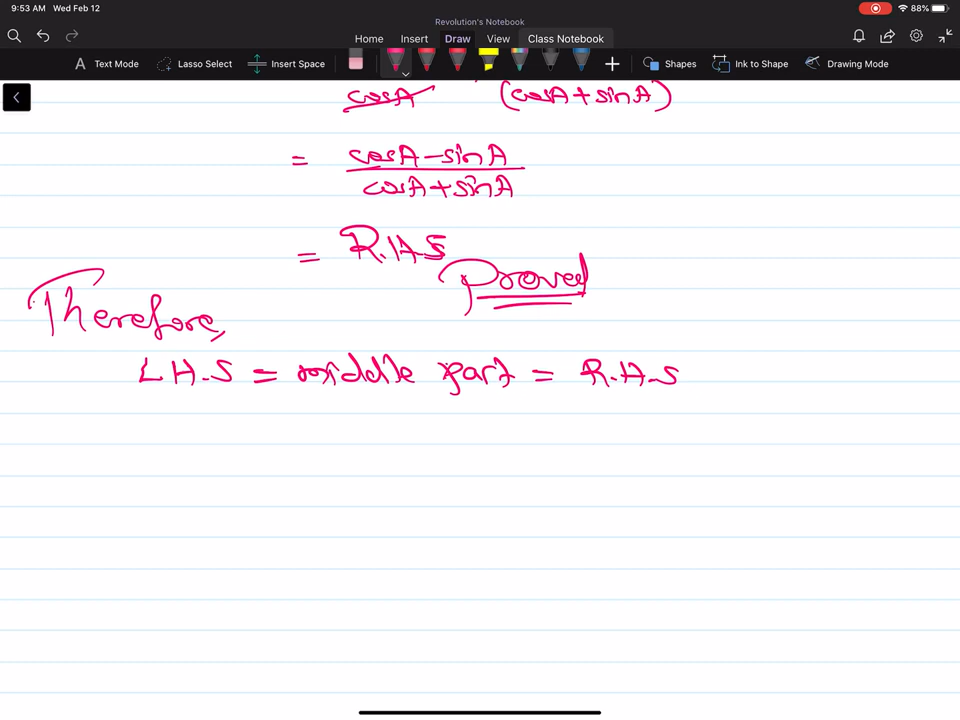 9:53 AM Wed Feb 12
88%
Revolution's Notebook
Home Insert Draw View Class Notebook
Text Mode Lasso Select Insert Space Shapes Ink to Shape Drawing Mode
cosA (cosA + sinA)
= cosA - sinA
cosA + sinA
= R.H.S
Proved
Therefore,
L.H.S = middle part = R.H.S